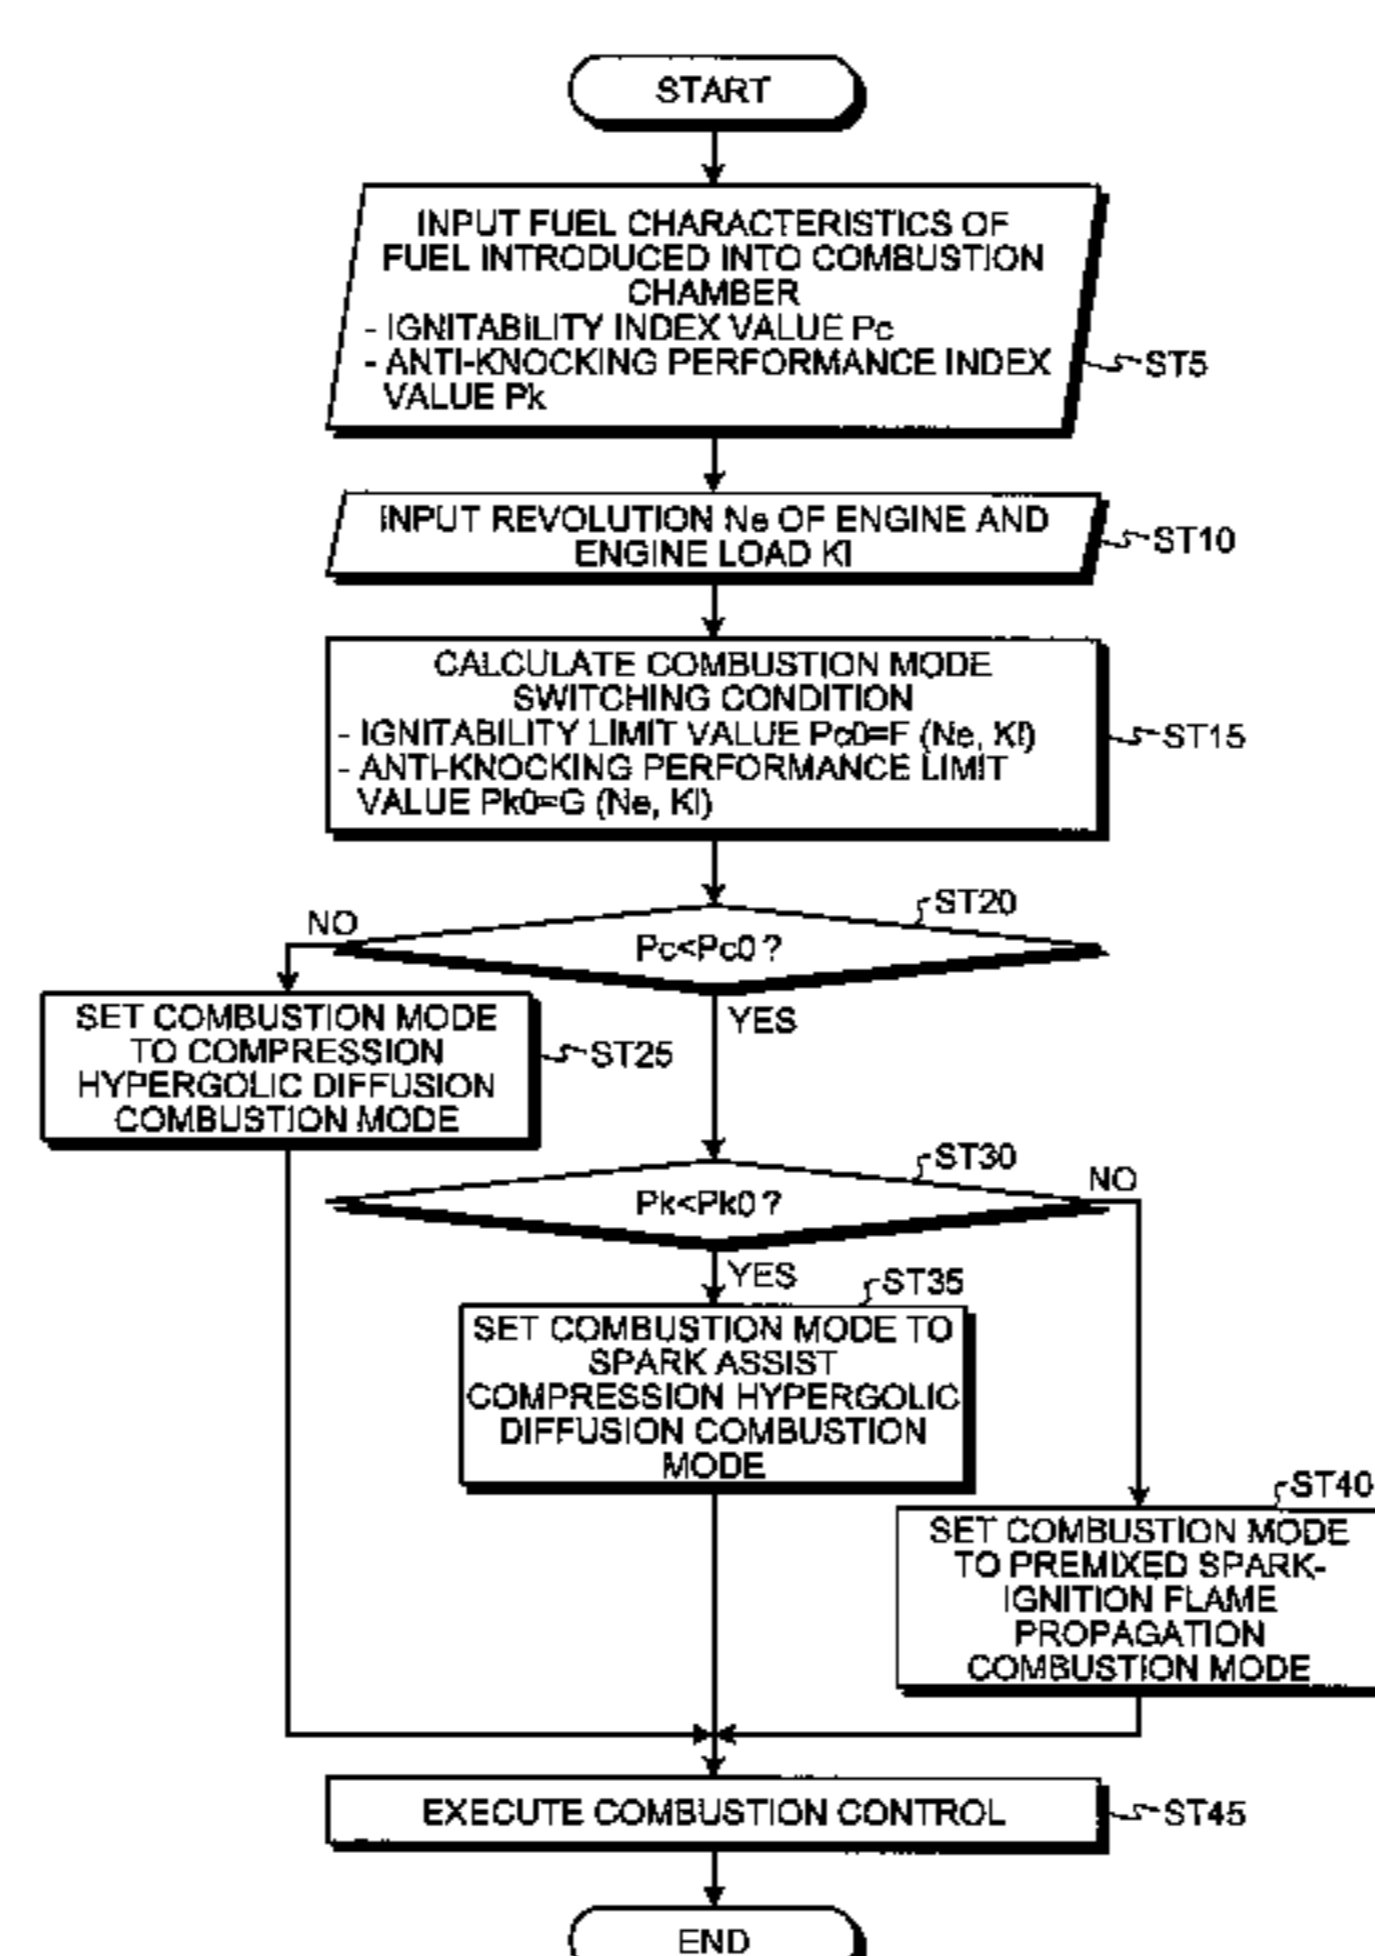 START
INPUT FUEL CHARACTERISTICS OF
FUEL INTRODUCED INTO COMBUSTION
CHAMBER
- IGNITABILITY INDEX VALUE Pc
- ANTI-KNOCKING PERFORMANCE INDEX
VALUE Pk
ST5
INPUT REVOLUTION Ne OF ENGINE AND
ENGINE LOAD Kl
ST10
CALCULATE COMBUSTION MODE
SWITCHING CONDITION
- IGNITABILITY LIMIT VALUE Pc0=F (Ne, Kl)
- ANTI-KNOCKING PERFORMANCE LIMIT
VALUE Pk0=G (Ne, Kl)
ST15
ST20
NO
Pc<Pc0 ?
YES
SET COMBUSTION MODE
TO COMPRESSION
HYPERGOLIC DIFFUSION
COMBUSTION MODE
ST25
ST30
NO
Pk<Pk0 ?
YES
ST35
SET COMBUSTION MODE TO
SPARK ASSIST
COMPRESSION HYPERGOLIC
DIFFUSION COMBUSTION
MODE
ST40
SET COMBUSTION MODE
TO PREMIXED SPARK-
IGNITION FLAME
PROPAGATION
COMBUSTION MODE
EXECUTE COMBUSTION CONTROL
ST45
END